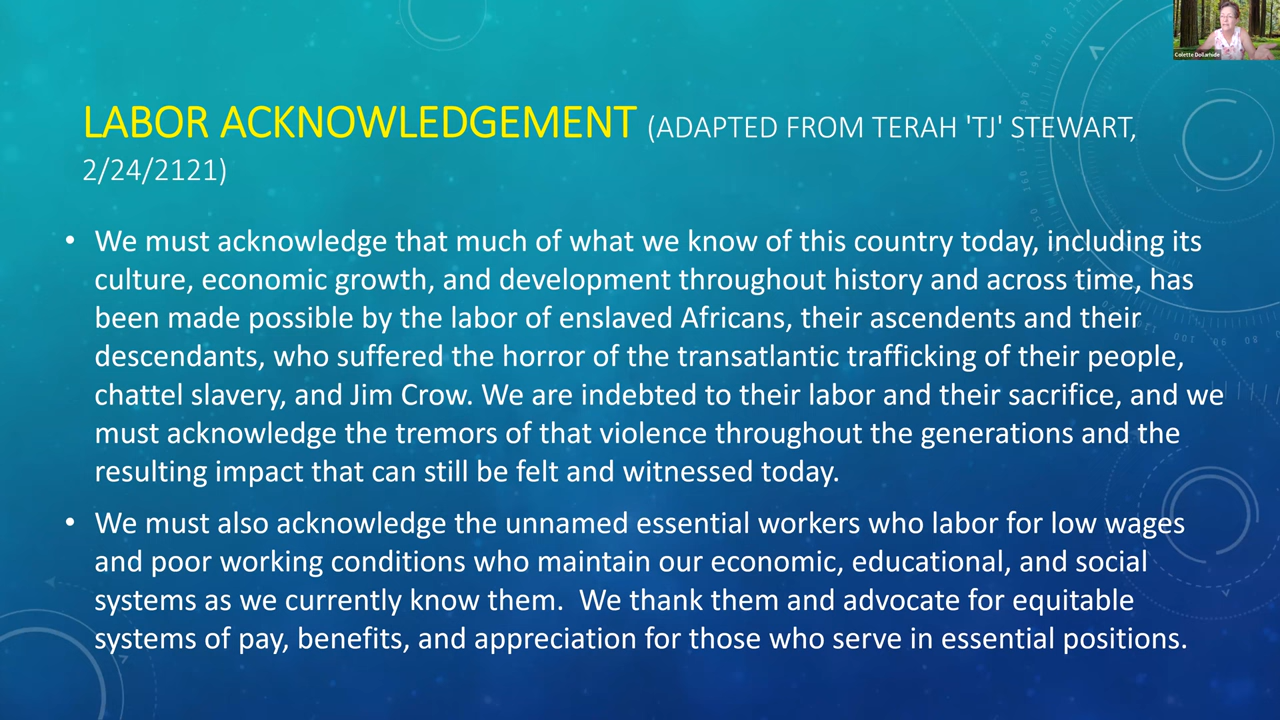 LABOR ACKNOWLEDGEMENT (ADAPTED FROM TERAH 'TJ' STEWART,
2/24/2121)
• We must acknowledge that much of what we know of this country today, including its
culture, economic growth, and development throughout history and across time, has
been made possible by the labor of enslaved Africans, their ascendents and their
descendants, who suffered the horror of the transatlantic trafficking of their people,
chattel slavery, and Jim Crow. We are indebted to their labor and their sacrifice, and we
must acknowledge the tremors of that violence throughout the generations and the
resulting impact that can still be felt and witnessed today.
• We must also acknowledge the unnamed essential workers who labor for low wages
and poor working conditions who maintain our economic, educational, and social
systems as we currently know them.  We thank them and advocate for equitable
systems of pay, benefits, and appreciation for those who serve in essential positions.
Colette Dollarhide